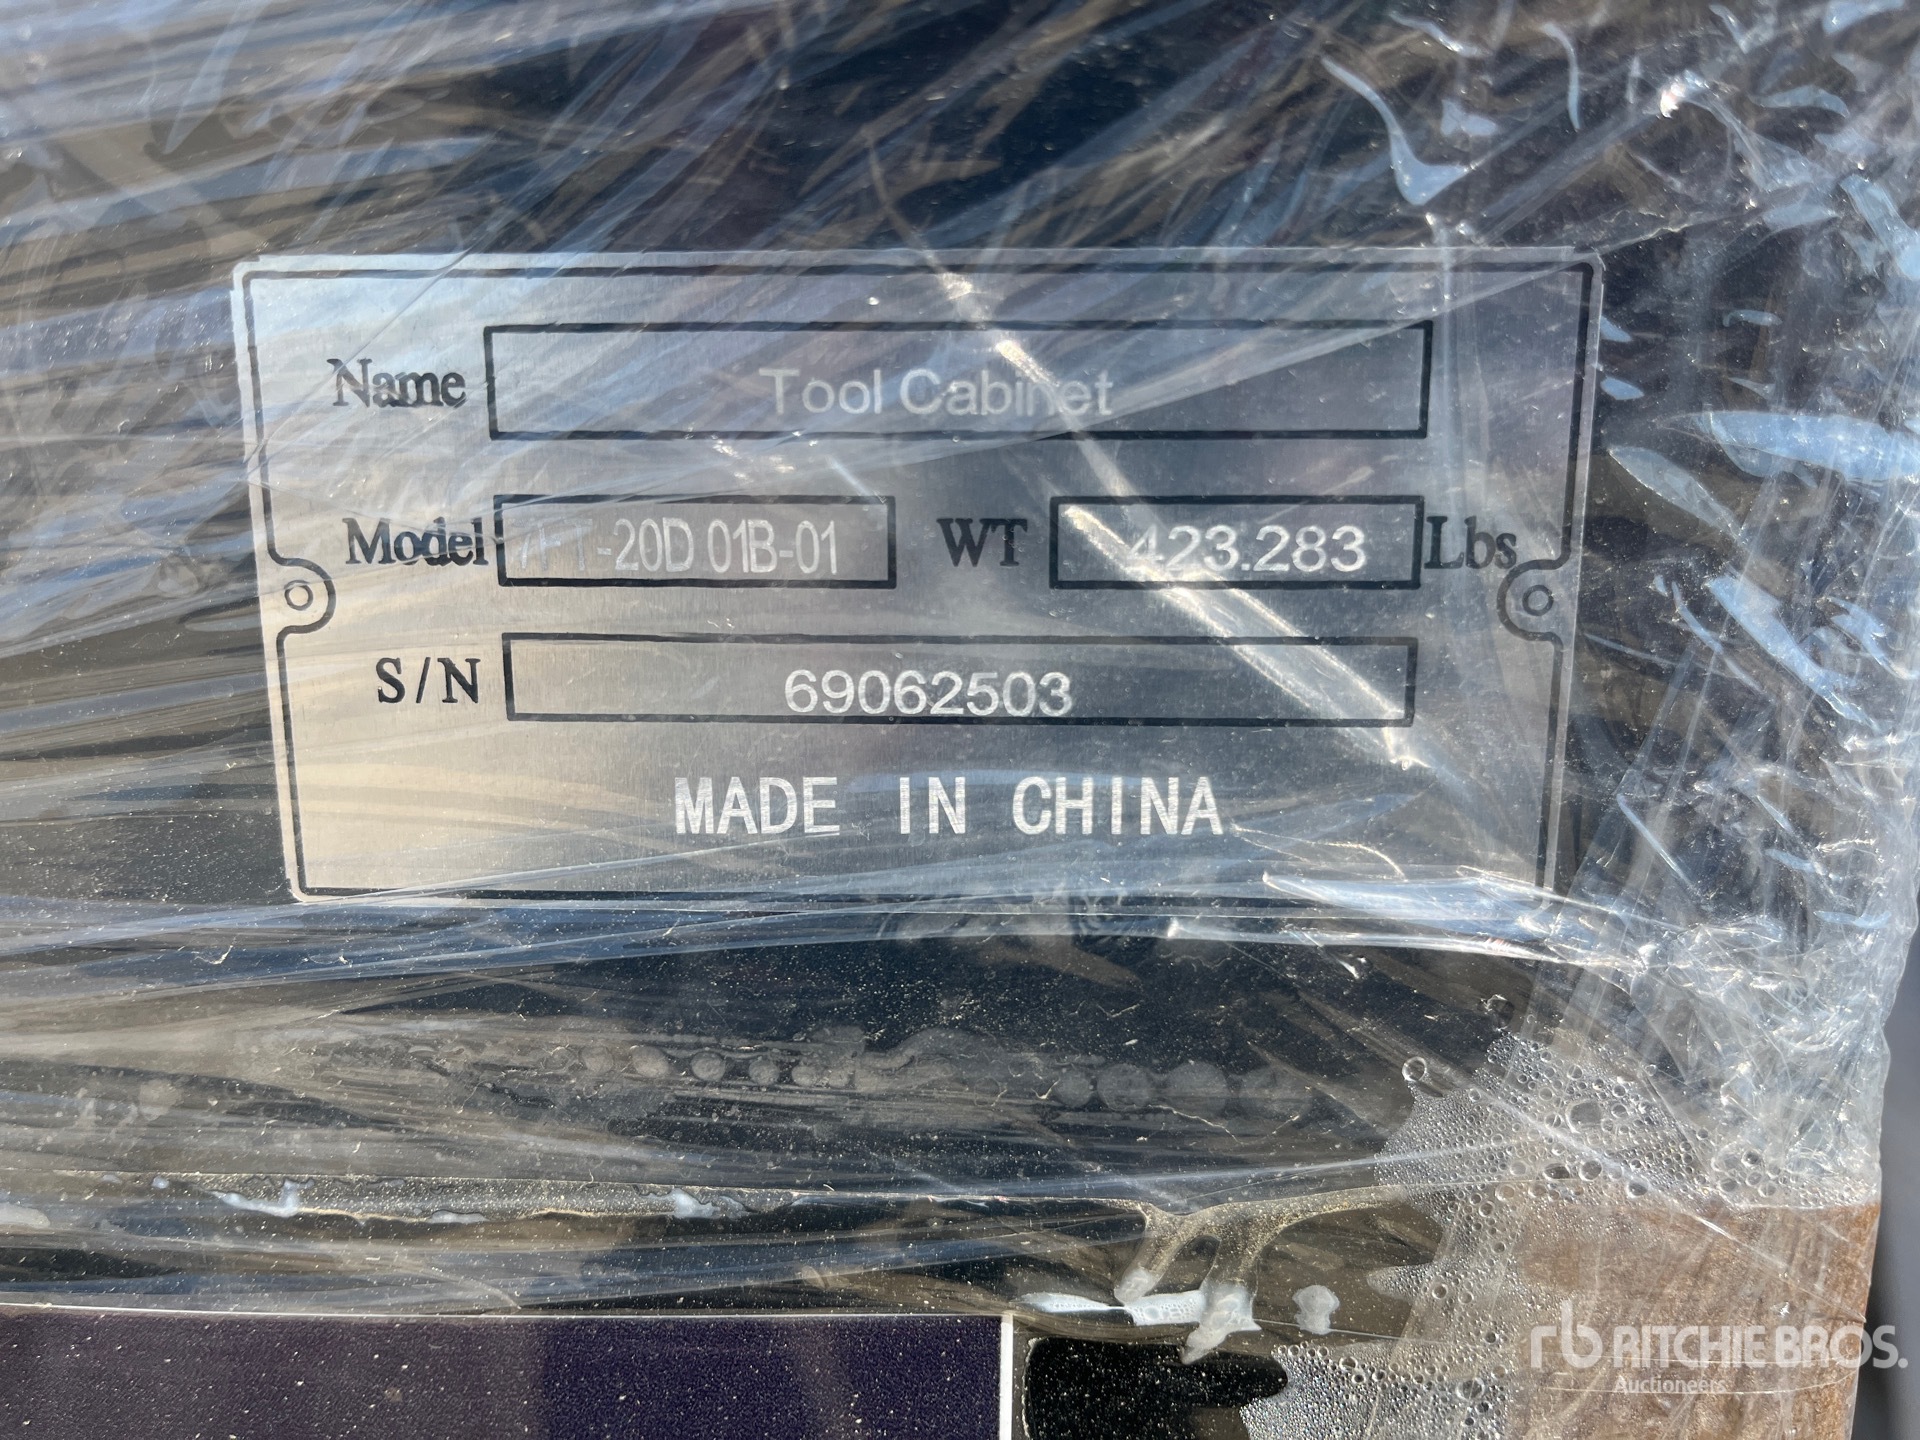 Name Tool Cabinet
Model 7FT-20D 01B-01 WT 423.283 Lbs
S/N 69062503
MADE IN CHINA
rb RITCHIE BROS.
Auctioneers